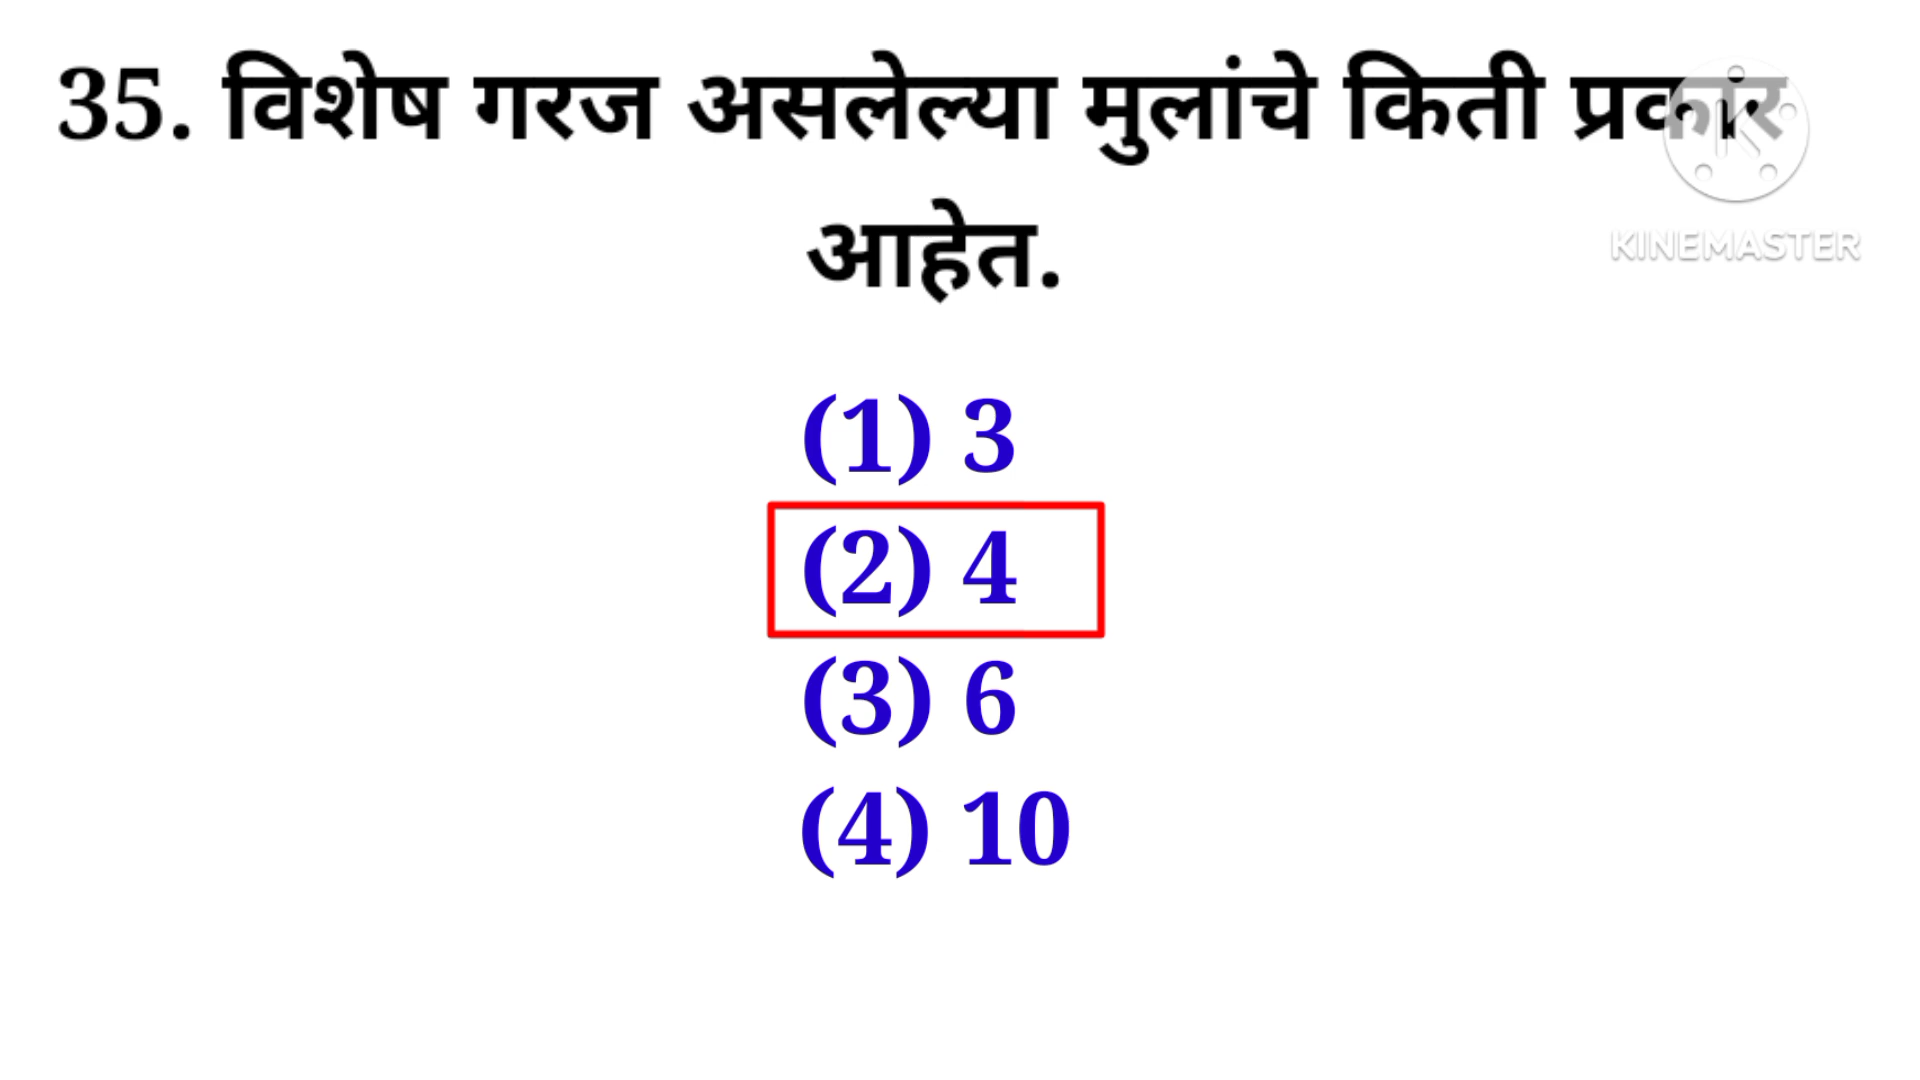 35. विशेष गरज असलेल्या मुलांचे किती प्रकार
आहेत.
KINEMASTER
(1) 3
(2) 4
(3) 6
(4) 10